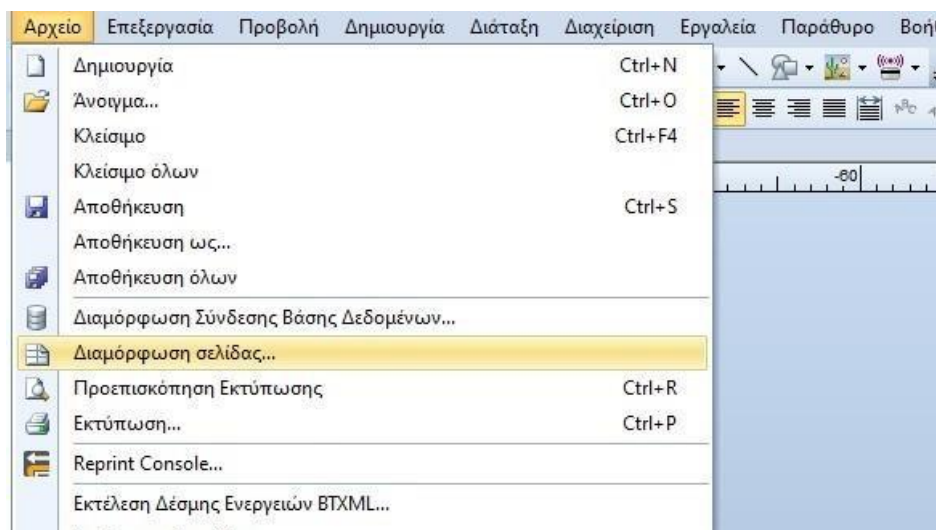 Αρχείο Επεξεργασία Προβολή Δημιουργία Διάταξη Διαχείριση Εργαλεία Παράθυρο
Δημιουργία Ctrl+N
Άνοιγμα... Ctrl+O
Κλείσιμο Ctrl+F4
Κλείσιμο όλων
-60
Αποθήκευση Ctrl+S
Αποθήκευση ως...
Αποθήκευση όλων
Διαμόρφωση Σύνδεσης Βάσης Δεδομένων...
Διαμόρφωση σελίδας...
Προεπισκόπηση Εκτύπωσης Ctrl+R
Εκτύπωση... Ctrl+P
Reprint Console...
Εκτέλεση Δέσμης Ενεργειών BTXML...